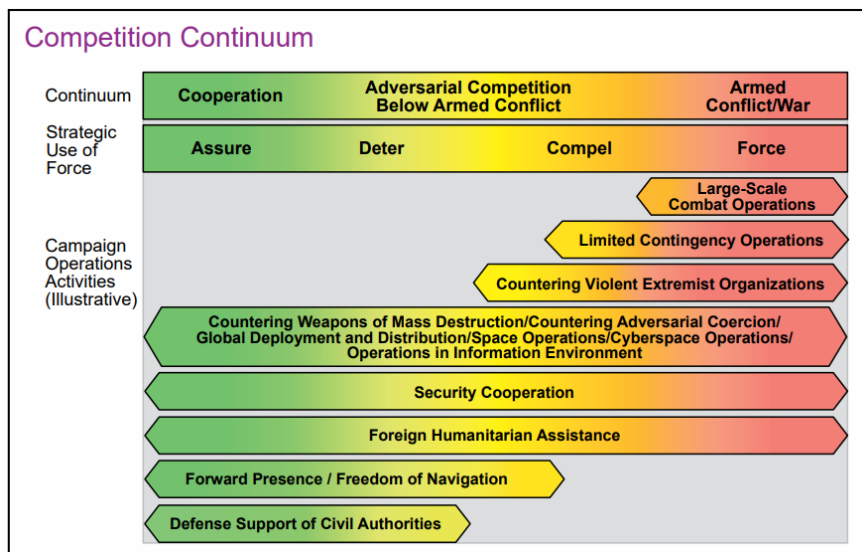 Competition Continuum
Continuum
Cooperation
Adversarial Competition
Below Armed Conflict
Armed
Conflict/War
Strategic
Use of
Force
Assure
Deter
Compel
Force
Campaign
Operations
Activities
(Illustrative)
Large-Scale
Combat Operations
Limited Contingency Operations
Countering Violent Extremist Organizations
Countering Weapons of Mass Destruction/Countering Adversarial Coercion/
Global Deployment and Distribution/Space Operations/Cyberspace Operations/
Operations in Information Environment
Security Cooperation
Foreign Humanitarian Assistance
Forward Presence / Freedom of Navigation
Defense Support of Civil Authorities